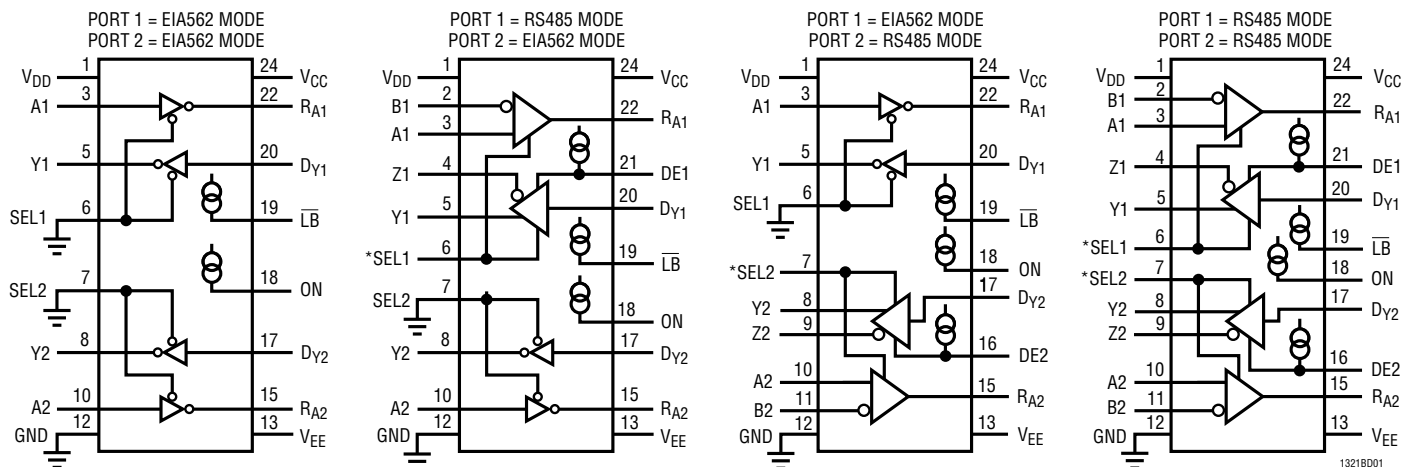 PORT 1 = EIA562 MODE
PORT 2 = EIA562 MODE
1
24
VDD
VCC
3
22
A1
RA1
5
20
Y1
DY1
6
19
SEL1
LB
7
18
SEL2
ON
8
17
Y2
DY2
10
15
A2
RA2
12
13
GND
VEE
PORT 1 = RS485 MODE
PORT 2 = EIA562 MODE
1
24
VDD
VCC
2
B1
22
RA1
3
A1
4
21
Z1
DE1
5
20
Y1
DY1
6
19
*SEL1
LB
7
SEL2
18
ON
8
17
Y2
DY2
10
15
A2
RA2
12
13
GND
VEE
PORT 1 = EIA562 MODE
PORT 2 = RS485 MODE
1
24
VDD
VCC
3
22
A1
RA1
5
20
Y1
DY1
6
19
SEL1
LB
7
18
*SEL2
ON
8
17
Y2
DY2
9
16
Z2
DE2
10
15
A2
RA2
11
B2
12
13
GND
VEE
PORT 1 = RS485 MODE
PORT 2 = RS485 MODE
1
24
VDD
VCC
2
B1
22
RA1
3
A1
4
21
Z1
DE1
5
20
Y1
DY1
6
19
*SEL1
LB
7
18
*SEL2
ON
8
17
Y2
DY2
9
16
Z2
DE2
10
15
A2
RA2
11
B2
12
13
GND
VEE
1321BD01